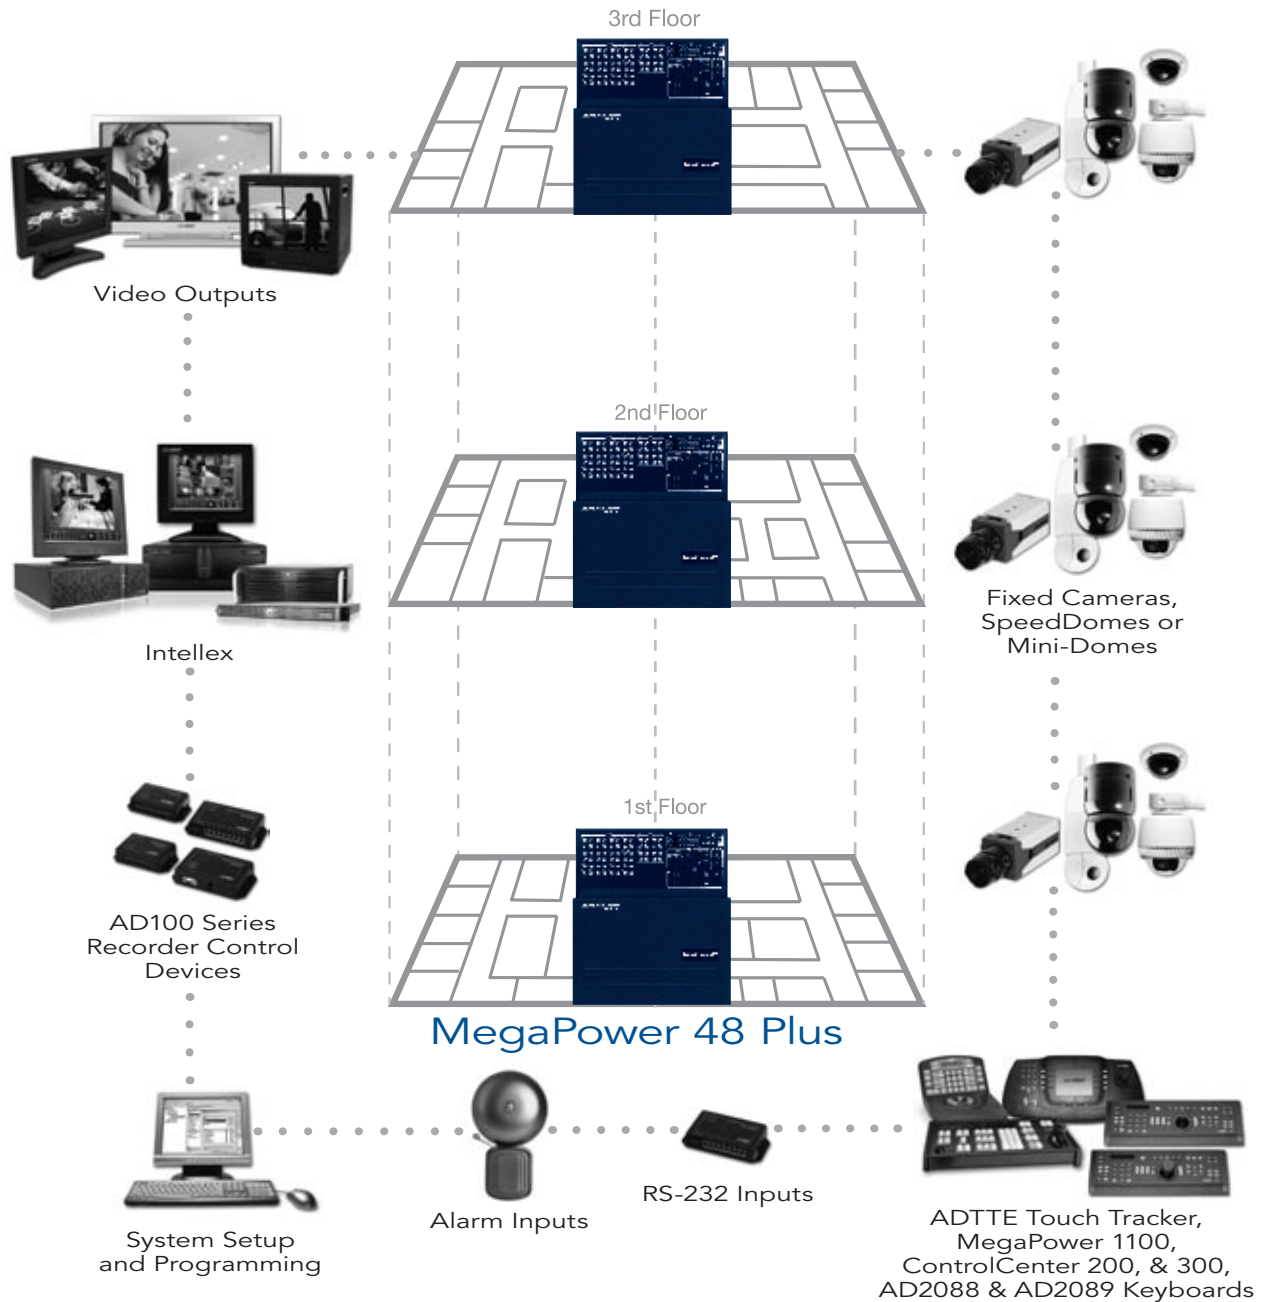 3rd Floor
Video Outputs
2nd Floor
Fixed Cameras,
SpeedDomes or
Mini-Domes
Intellex
1st Floor
AD100 Series
Recorder Control
Devices
MegaPower 48 Plus
RS-232 Inputs
Alarm Inputs
System Setup
and Programming
ADTTE Touch Tracker,
MegaPower 1100,
ControlCenter 200, & 300,
AD2088 & AD2089 Keyboards